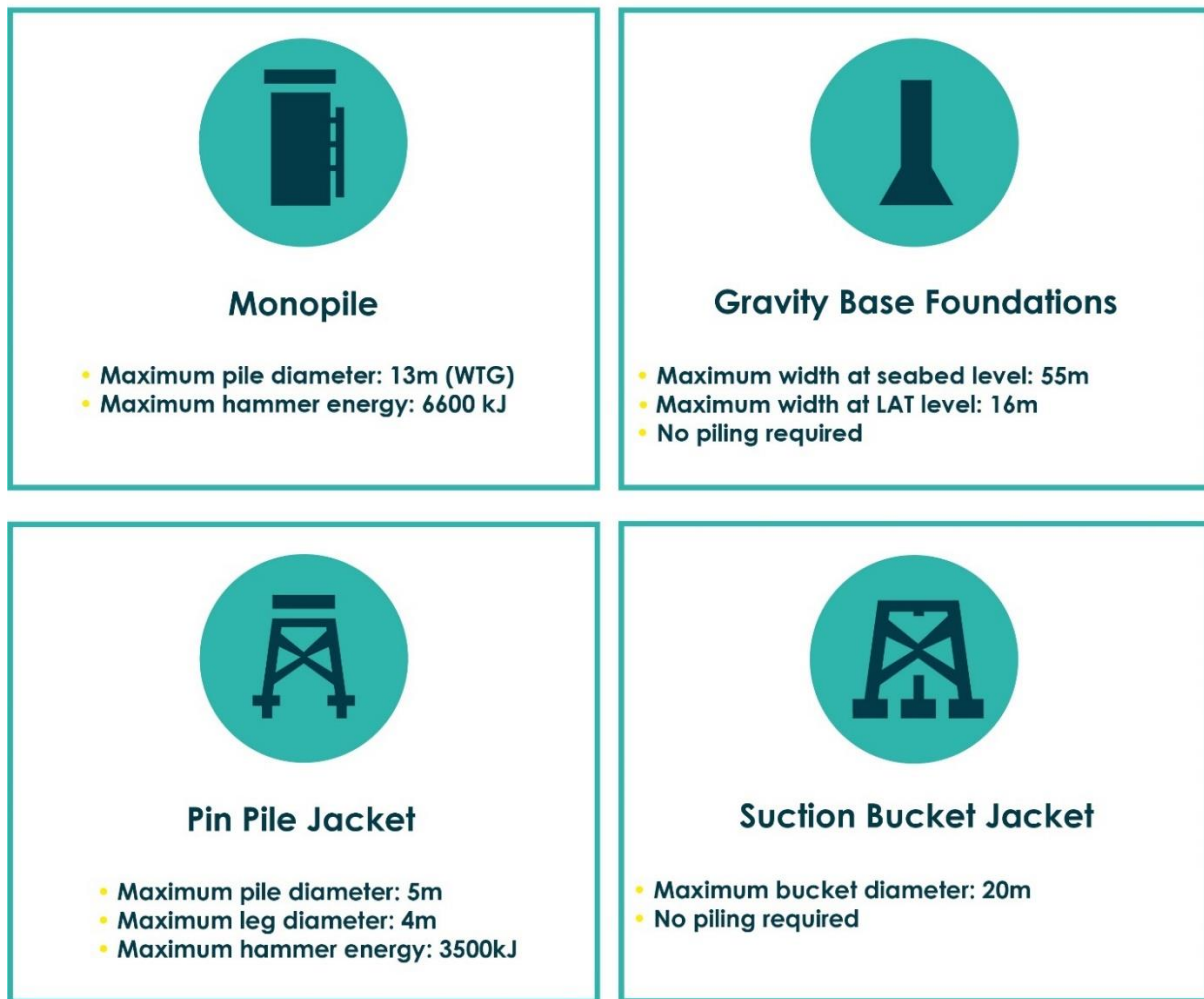 Monopile
• Maximum pile diameter: 13m (WTG)
• Maximum hammer energy: 6600 kJ
Gravity Base Foundations
• Maximum width at seabed level: 55m
• Maximum width at LAT level: 16m
• No piling required
Pin Pile Jacket
• Maximum pile diameter: 5m
• Maximum leg diameter: 4m
• Maximum hammer energy: 3500kJ
Suction Bucket Jacket
• Maximum bucket diameter: 20m
• No piling required